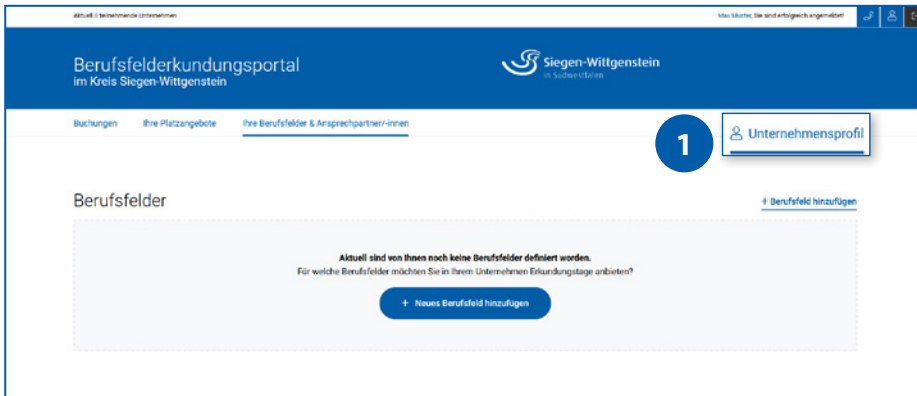 Aktuell 0 teilnehmende Unternehmen
Max Muster, Sie sind erfolgreich angemeldet!
Berufsfelderkundungsportal
im Kreis Siegen-Wittgenstein
Siegen-Wittgenstein
in Südwestfalen
Buchungen
Ihre Platzangebote
Ihre Berufsfelder & Ansprechpartner/-innen
1
Unternehmensprofil
Berufsfelder
+ Berufsfeld hinzufügen
Aktuell sind von Ihnen noch keine Berufsfelder definiert worden.
Für welche Berufsfelder möchten Sie in Ihrem Unternehmen Erkundungstage anbieten?
+ Neues Berufsfeld hinzufügen